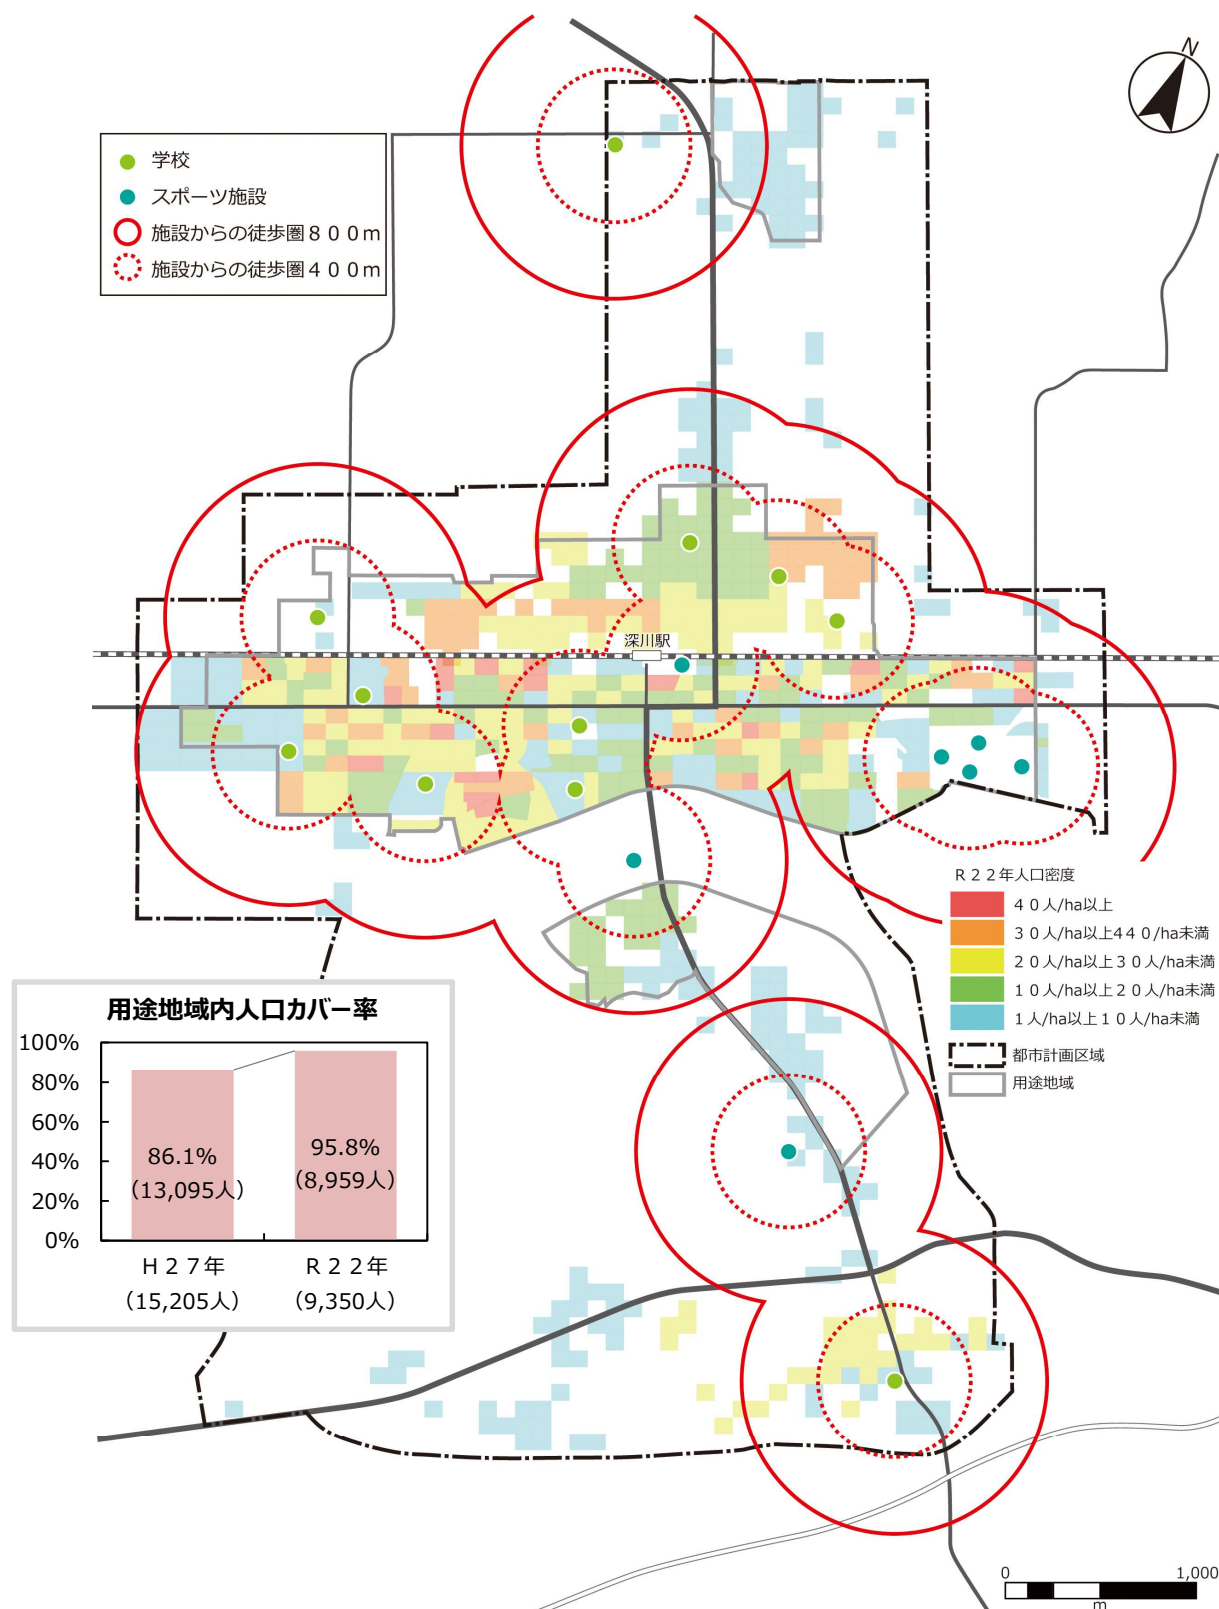 N
学校
スポーツ施設
施設からの徒歩圏８００ｍ
施設からの徒歩圏４００ｍ
深川駅
Ｒ２２年人口密度
４０人/ha以上
３０人/ha以上４４０/ha未満
２０人/ha以上３０人/ha未満
１０人/ha以上２０人/ha未満
１人/ha以上１０人/ha未満
都市計画区域
用途地域
用途地域内人口カバー率
100%
80%
60%
40%
20%
0%
86.1%
（13,095人）
95.8%
（8,959人）
Ｈ２７年
（15,205人）
Ｒ２２年
（9,350人）
0 1,000
m